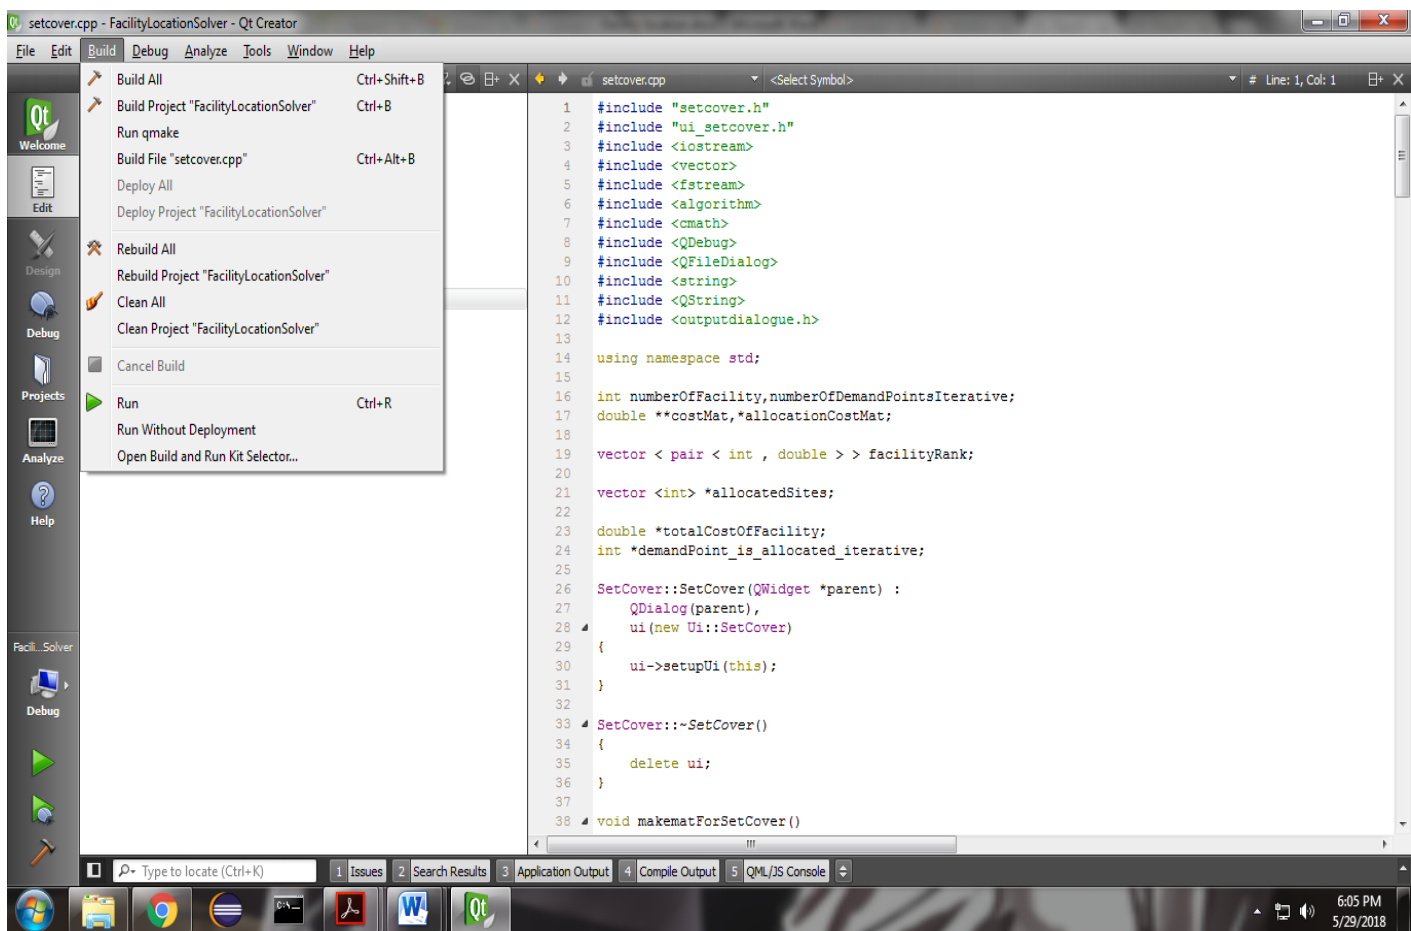 setcover.cpp - FacilityLocationSolver - Qt Creator
File Edit Build Debug Analyze Tools Window Help
Build All Ctrl+Shift+B
Build Project "FacilityLocationSolver" Ctrl+B
Run qmake
Build File "setcover.cpp" Ctrl+Alt+B
Deploy All
Deploy Project "FacilityLocationSolver"
Rebuild All
Rebuild Project "FacilityLocationSolver"
Clean All
Clean Project "FacilityLocationSolver"
Cancel Build
Run Ctrl+R
Run Without Deployment
Open Build and Run Kit Selector...
Qt
Welcome
Edit
Design
Debug
Projects
Analyze
Help
Facili...Solver
Debug
setcover.cpp <Select Symbol> # Line: 1, Col: 1
1 #include "setcover.h"
2 #include "ui_setcover.h"
3 #include <iostream>
4 #include <vector>
5 #include <fstream>
6 #include <algorithm>
7 #include <cmath>
8 #include <QDebug>
9 #include <QFileDialog>
10 #include <string>
11 #include <QString>
12 #include <outputdialogue.h>
13
14 using namespace std;
15
16 int numberOfFacility,numberOfDemandPointsIterative;
17 double **costMat,*allocationCostMat;
18
19 vector < pair < int , double > > facilityRank;
20
21 vector <int> *allocatedSites;
22
23 double *totalCostOfFacility;
24 int *demandPoint_is_allocated_iterative;
25
26 SetCover::SetCover(QWidget *parent) :
27 QDialog(parent),
28 ui(new Ui::SetCover)
29 {
30 ui->setupUi(this);
31 }
32
33 SetCover::~SetCover()
34 {
35 delete ui;
36 }
37
38 void makematForSetCover()
Type to locate (Ctrl+K) 1 Issues 2 Search Results 3 Application Output 4 Compile Output 5 QML/JS Console
C:\_ W Qt
6:05 PM
5/29/2018